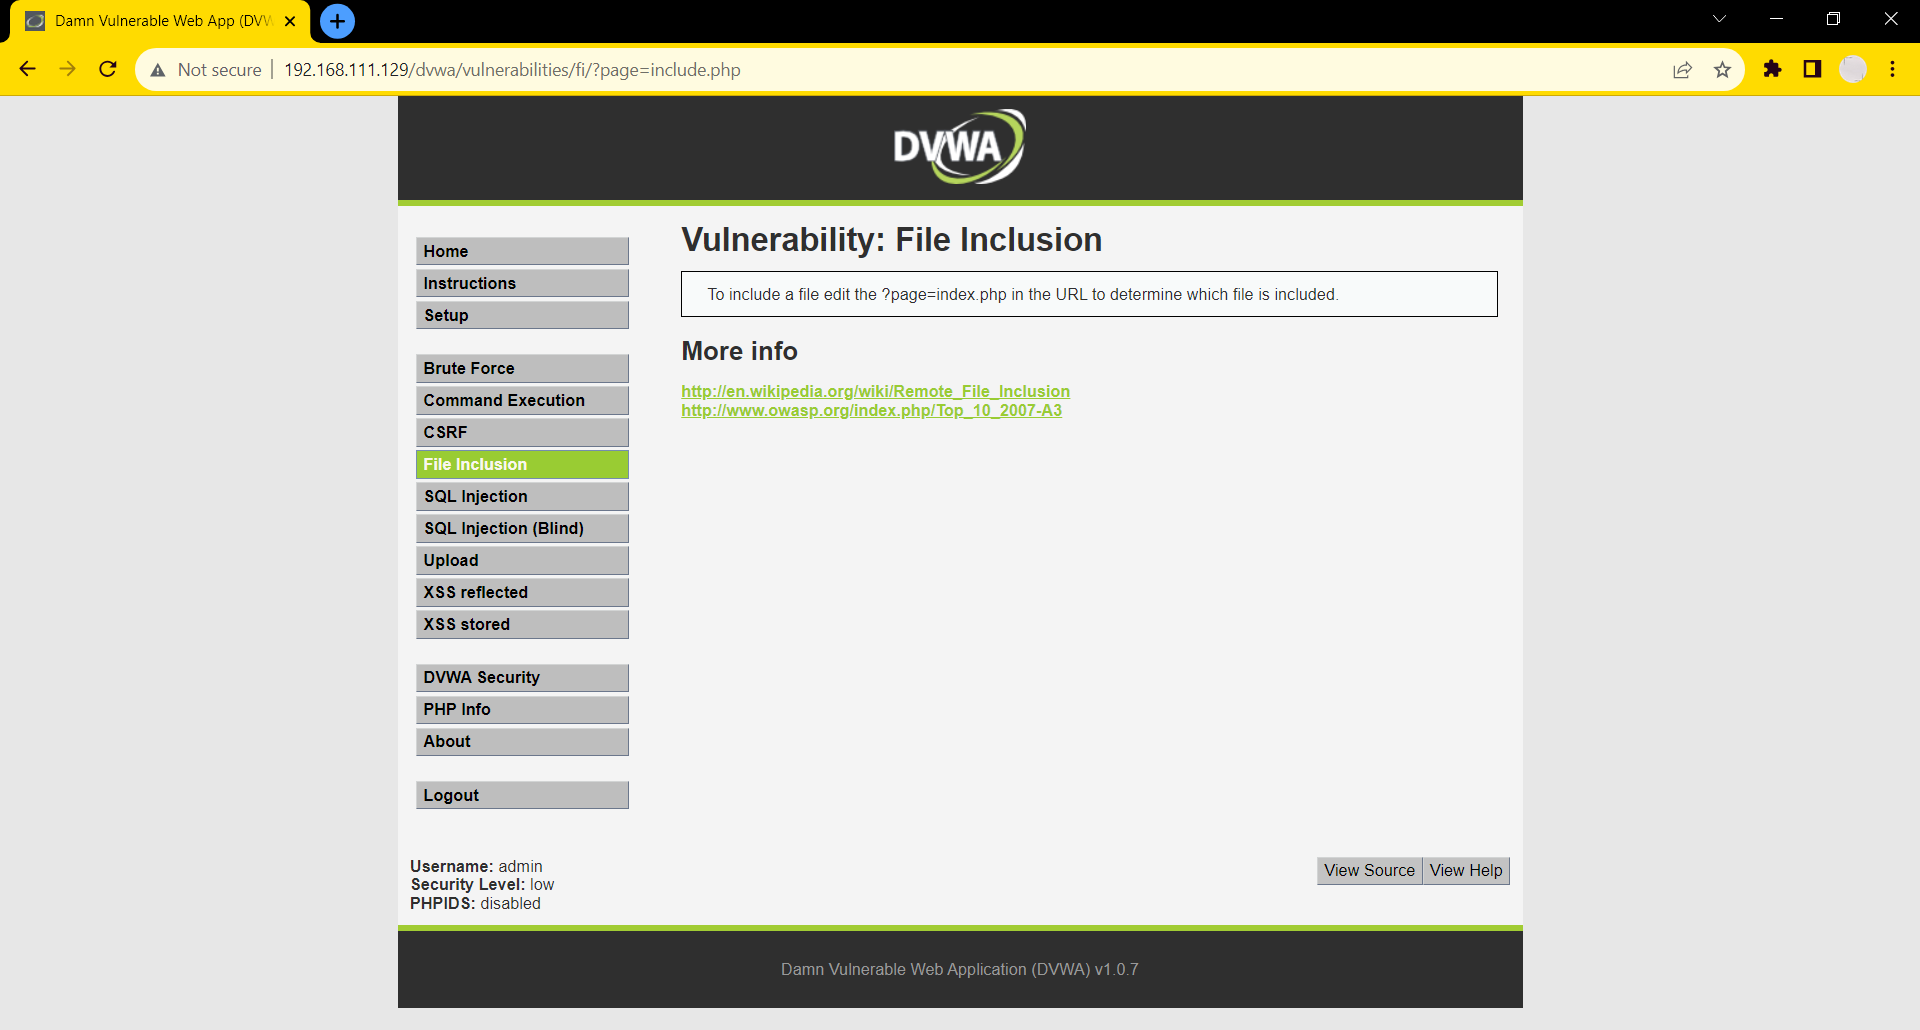 Damn Vulnerable Web App (DVW
Not secure
192.168.111.129/dvwa/vulnerabilities/fi/?page=include.php
DVWA
Home
Instructions
Setup
Brute Force
Command Execution
CSRF
File Inclusion
SQL Injection
SQL Injection (Blind)
Upload
XSS reflected
XSS stored
DVWA Security
PHP Info
About
Logout
Vulnerability: File Inclusion
To include a file edit the ?page=index.php in the URL to determine which file is included.
More info
http://en.wikipedia.org/wiki/Remote_File_Inclusion
http://www.owasp.org/index.php/Top_10_2007-A3
Username: admin
Security Level: low
PHPIDS: disabled
View Source
View Help
Damn Vulnerable Web Application (DVWA) v1.0.7